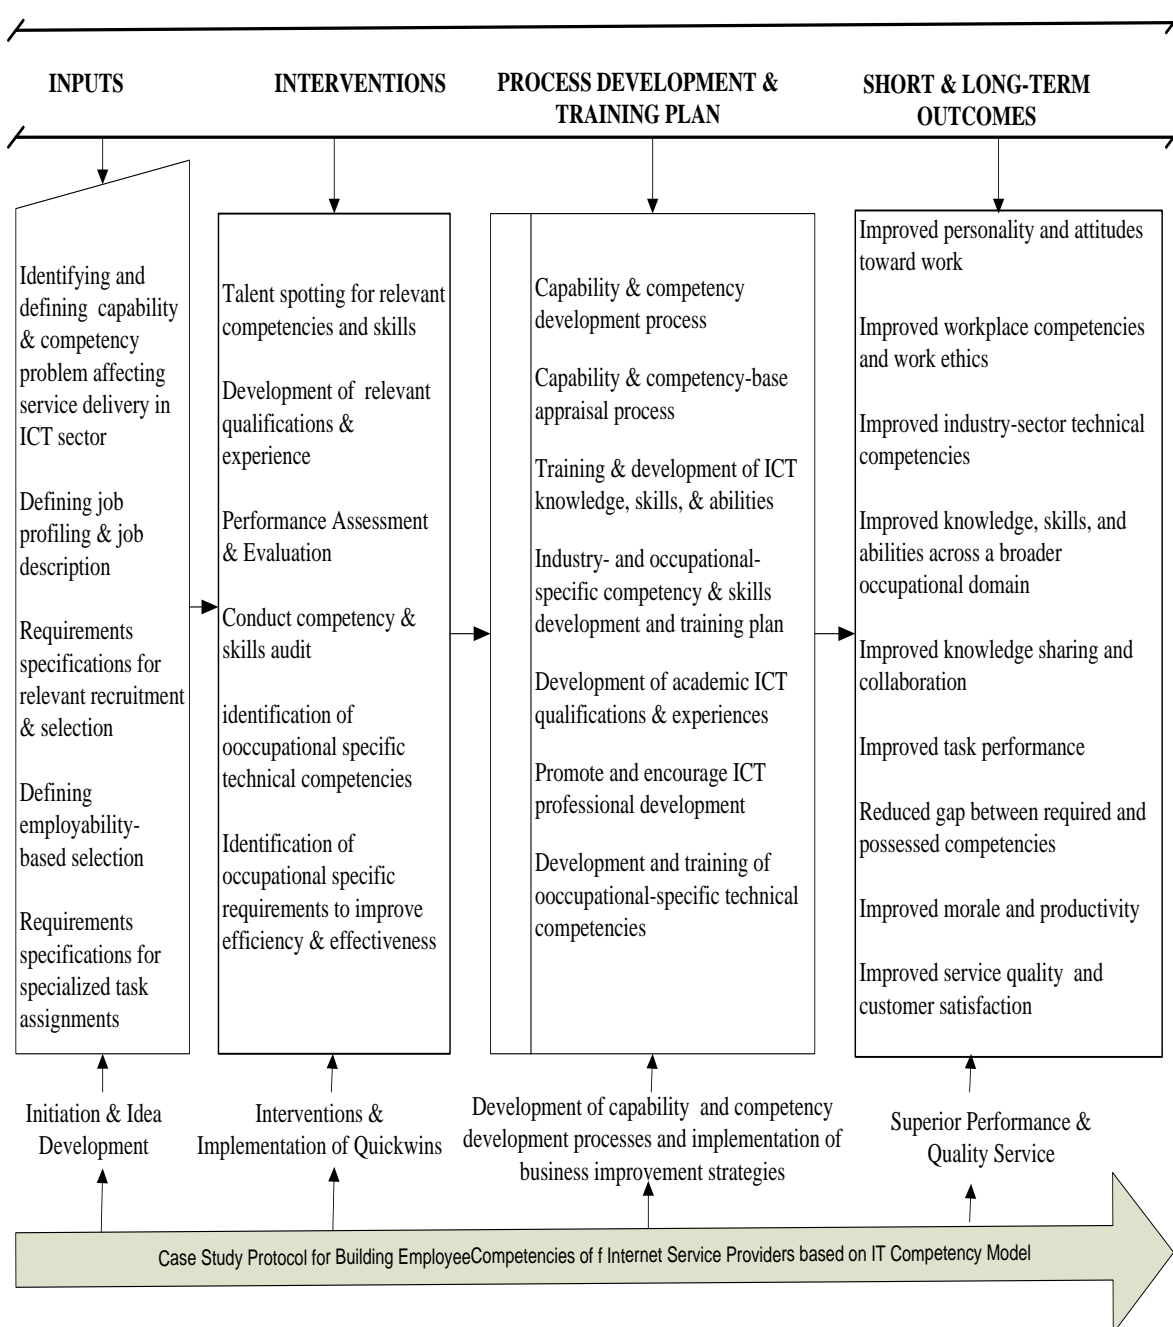 INPUTS
INTERVENTIONS
PROCESS DEVELOPMENT &
TRAINING PLAN
SHORT & LONG-TERM
OUTCOMES
Identifying and
defining capability
& competency
problem affecting
service delivery in
ICT sector
Defining job
profiling & job
description
Requirements
specifications for
relevant recruitment
& selection
Defining
employability-
based selection
Requirements
specifications for
specialized task
assignments
Talent spotting for relevant
competencies and skills
Development of relevant
qualifications &
experience
Performance Assessment
& Evaluation
Conduct competency &
skills audit
identification of
ooccupational specific
technical competencies
Identification of
occupational specific
requirements to improve
efficiency & effectiveness
Capability & competency
development process
Capability & competency-base
appraisal process
Training & development of ICT
knowledge, skills, & abilities
Industry- and occupational-
specific competency & skills
development and training plan
Development of academic ICT
qualifications & experiences
Promote and encourage ICT
professional development
Development and training of
ooccupational-specific technical
competencies
Improved personality and attitudes
toward work
Improved workplace competencies
and work ethics
Improved industry-sector technical
competencies
Improved knowledge, skills, and
abilities across a broader
occupational domain
Improved knowledge sharing and
collaboration
Improved task performance
Reduced gap between required and
possessed competencies
Improved morale and productivity
Improved service quality and
customer satisfaction
Initiation & Idea
Development
Interventions &
Implementation of Quickwins
Development of capability and competency
development processes and implementation of
business improvement strategies
Superior Performance &
Quality Service
Case Study Protocol for Building EmployeeCompetencies of f Internet Service Providers based on IT Competency Model